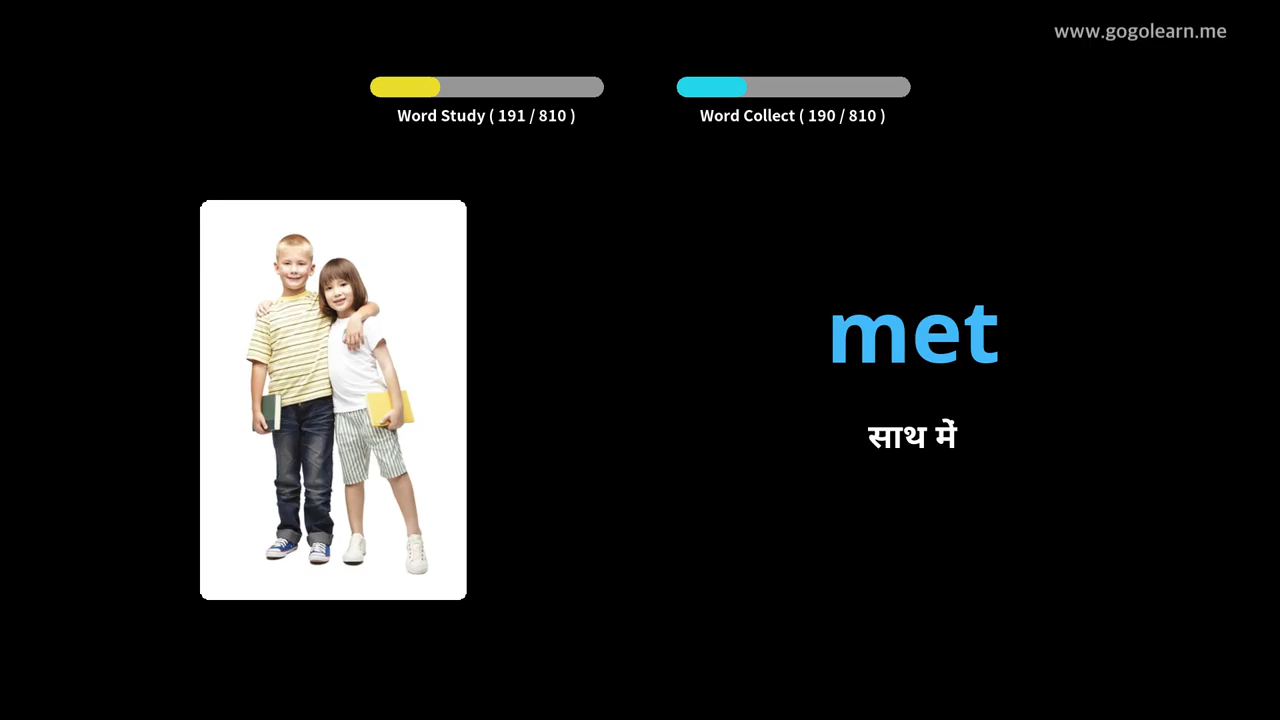 www.gogolearn.me
Word Study ( 191 / 810 )
Word Collect ( 190 / 810 )
met
साथ में